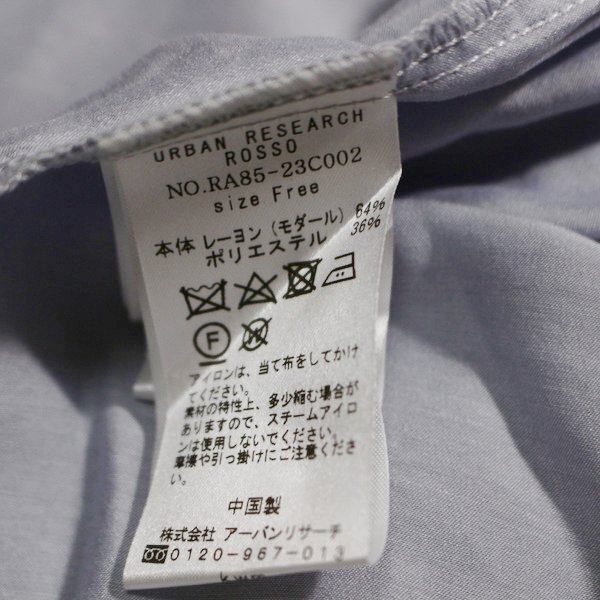 URBAN RESEARCH
ROSSO
NO.RA85-23C002
size Free
本体 レーヨン (モダール) 64%
ポリエステル 36%
F W
アイロンは、当て布をしてかけ
てください。
素材の特性上、多少縮む場合が
ありますので、スチームアイロ
ンは使用しないでください。
摩擦や引っ掛けにご注意くださ
い。
中国製
株式会社 アーバンリサーチ
0120-967-013